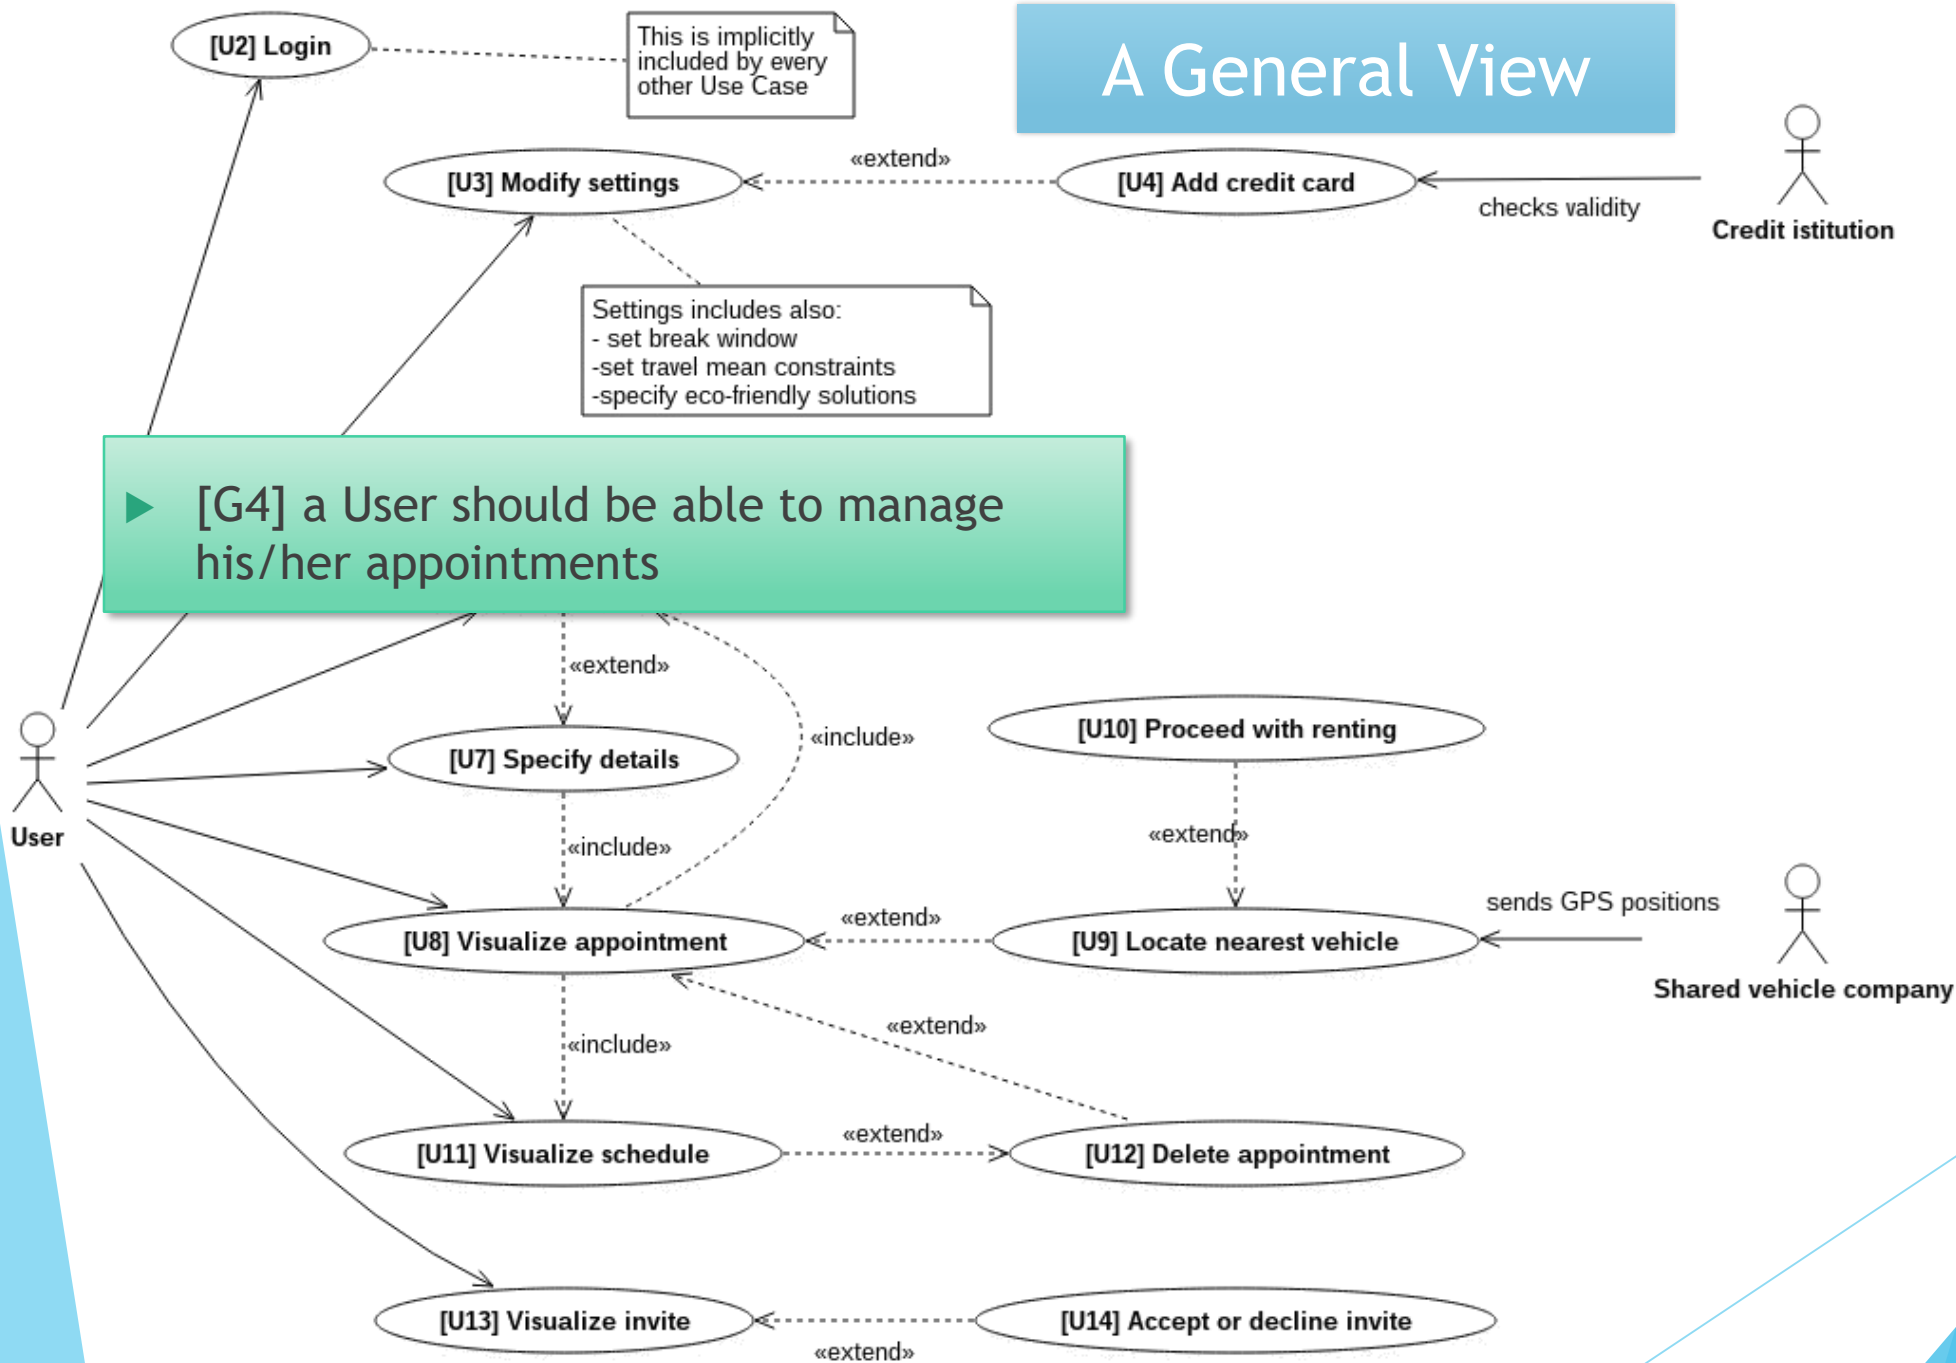 [U2] Login
This is implicitly
included by every
other Use Case
A General View
«extend»
[U3] Modify settings
[U4] Add credit card
checks validity
Credit istitution
Settings includes also:
- set break window
-set travel mean constraints
-specify eco-friendly solutions
[G4] a User should be able to manage
his/her appointments
«extend»
«include»
[U10] Proceed with renting
[U7] Specify details
User
«include»
«extend»
sends GPS positions
«extend»
[U8] Visualize appointment
[U9] Locate nearest vehicle
Shared vehicle company
«extend»
«include»
«extend»
[U11] Visualize schedule
[U12] Delete appointment
[U13] Visualize invite
[U14] Accept or decline invite
«extend»